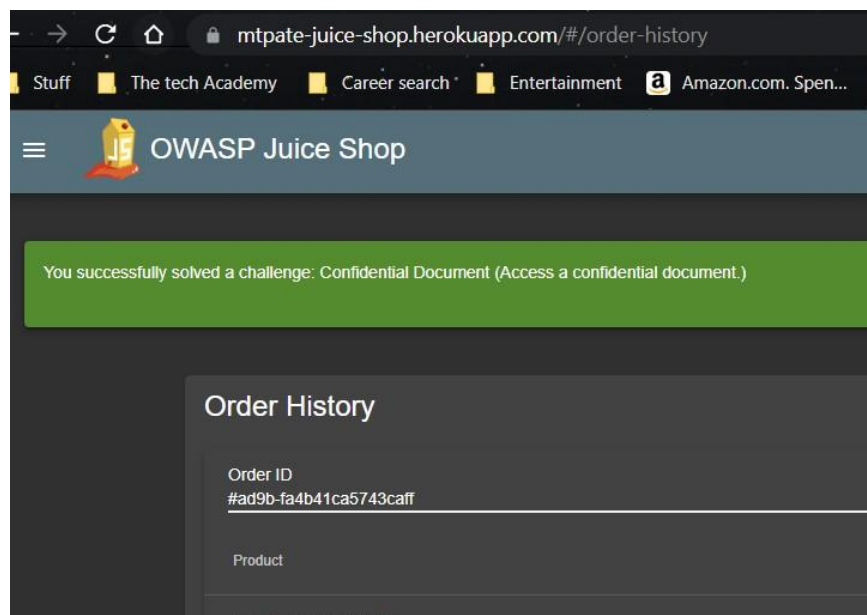 mtpate-juice-shop.herokuapp.com/#/order-history
Stuff The tech Academy Career search Entertainment a Amazon.com. Spen...
JS OWASP Juice Shop
You successfully solved a challenge: Confidential Document (Access a confidential document.)
Order History
Order ID
#ad9b-fa4b41ca5743caff
Product